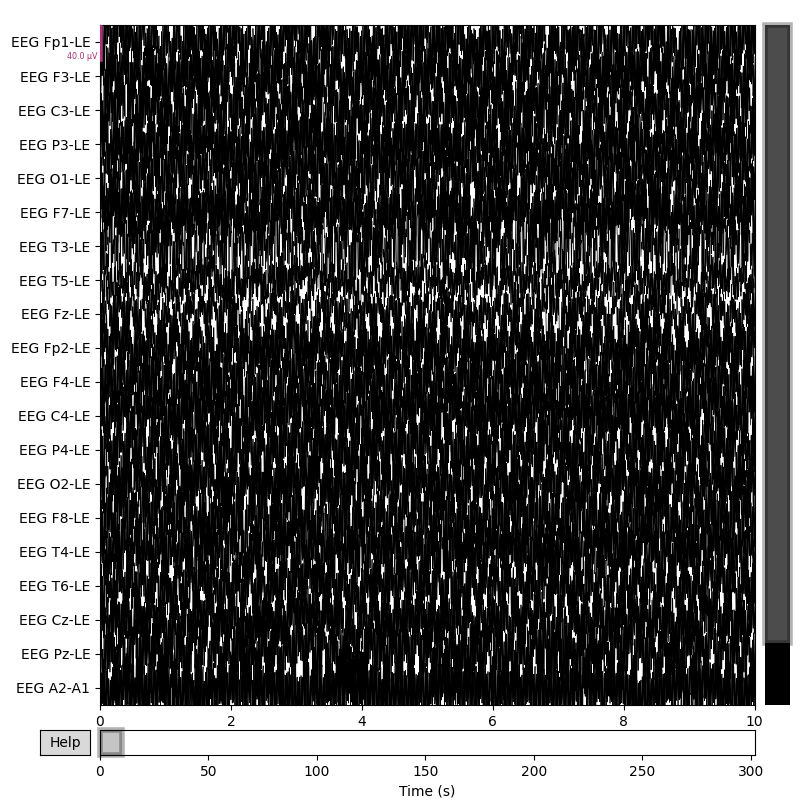 EEG Fp1-LE
40.0 µV
EEG F3-LE
EEG C3-LE
EEG P3-LE
EEG O1-LE
EEG F7-LE
EEG T3-LE
EEG T5-LE
EEG Fz-LE
EEG Fp2-LE
EEG F4-LE
EEG C4-LE
EEG P4-LE
EEG O2-LE
EEG F8-LE
EEG T4-LE
EEG T6-LE
EEG Cz-LE
EEG Pz-LE
EEG A2-A1
0 2 4 6 8 10
Help
0 50 100 150 200 250 300
Time (s)